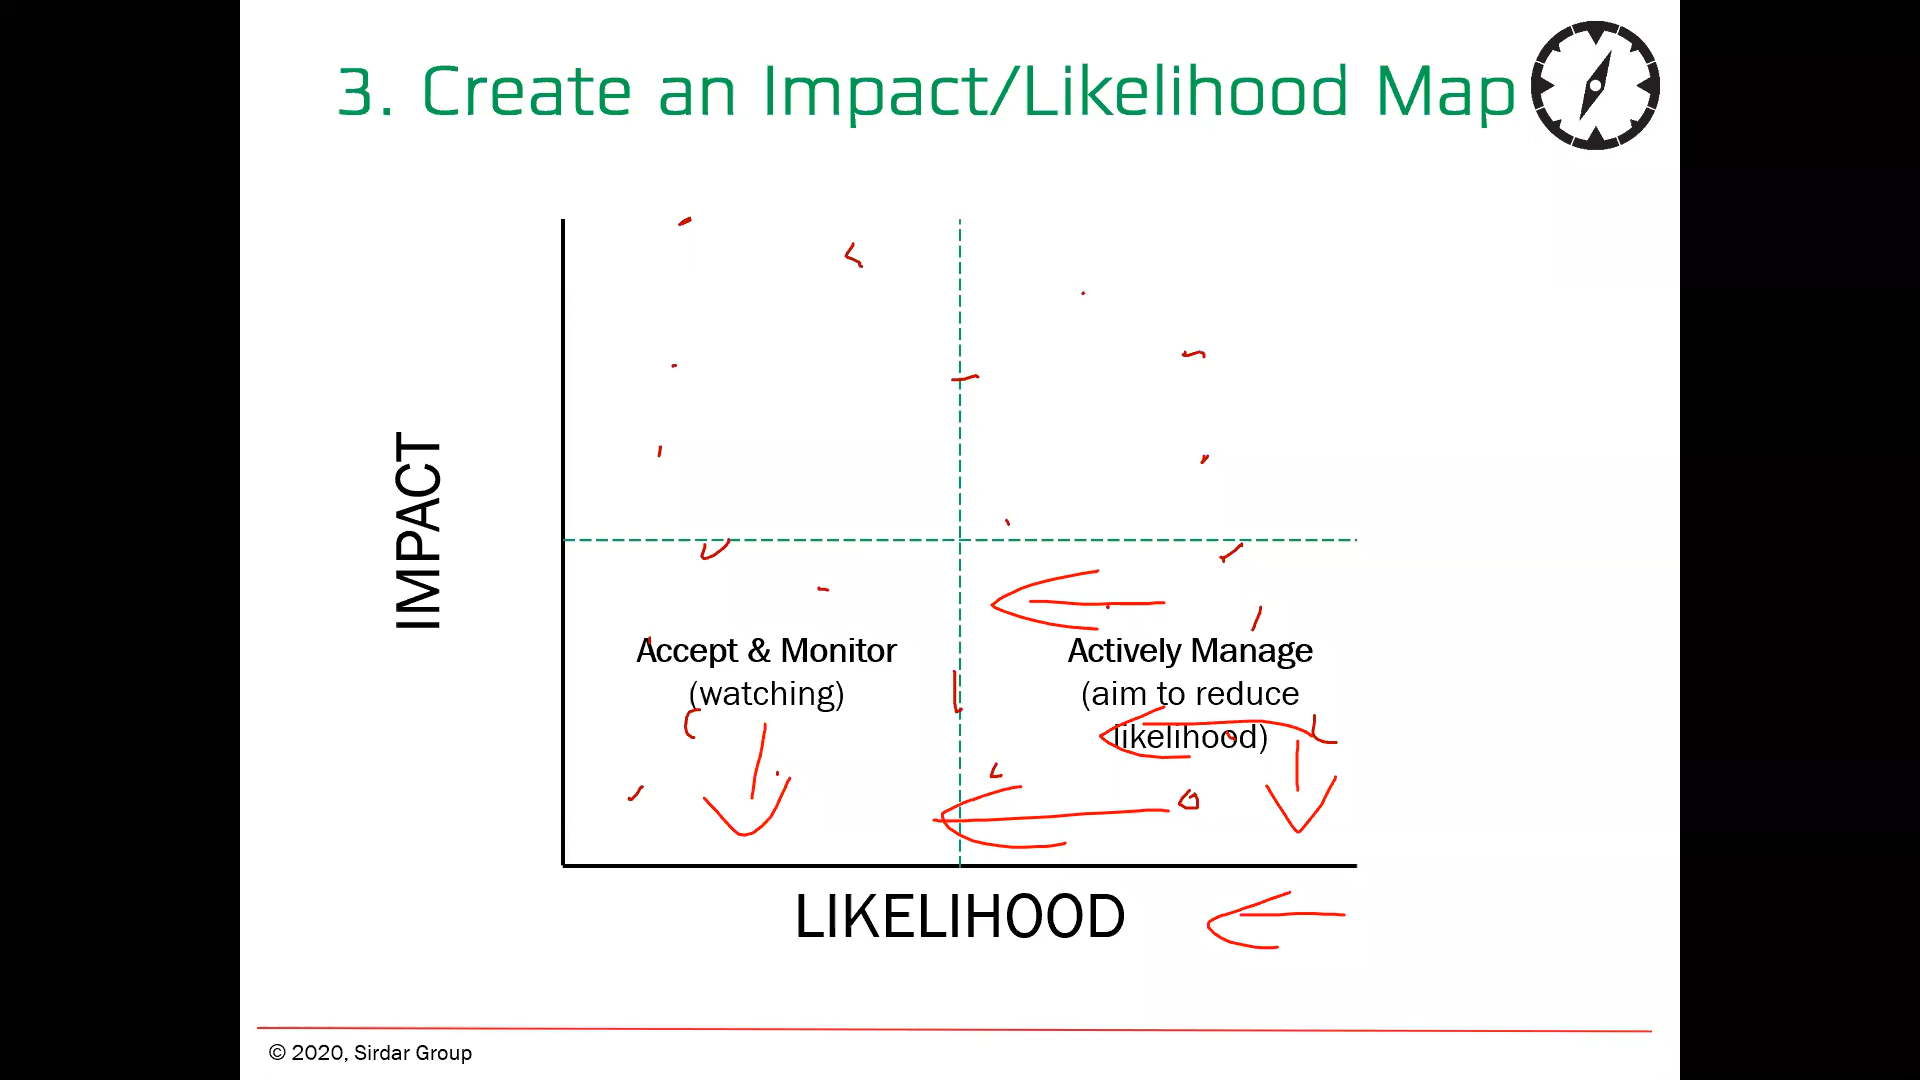 3. Create an Impact/Likelihood Map
IMPACT
Accept & Monitor
(watching)
Actively Manage
(aim to reduce
likelihood)
LIKELIHOOD
© 2020, Sirdar Group